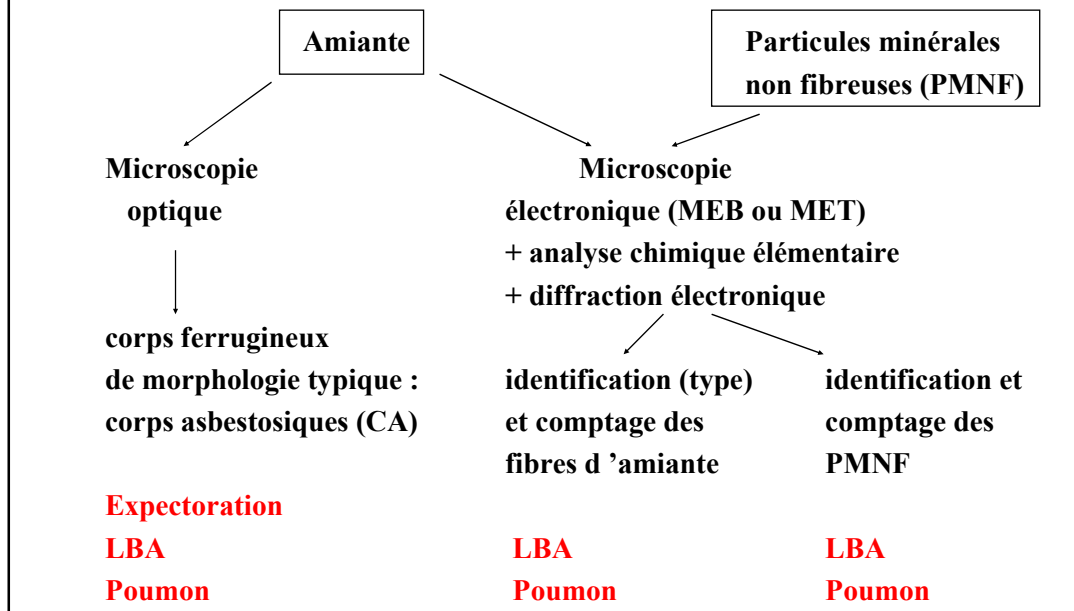 Amiante
Particules minérales
non fibreuses (PMNF)
Microscopie
optique
Microscopie
électronique (MEB ou MET)
+ analyse chimique élémentaire
+ diffraction électronique
corps ferrugineux
de morphologie typique :
corps asbestosiques (CA)
identification (type)
et comptage des
fibres d ’amiante
identification et
comptage des
PMNF
Expectoration
LBA
Poumon
LBA
Poumon
LBA
Poumon